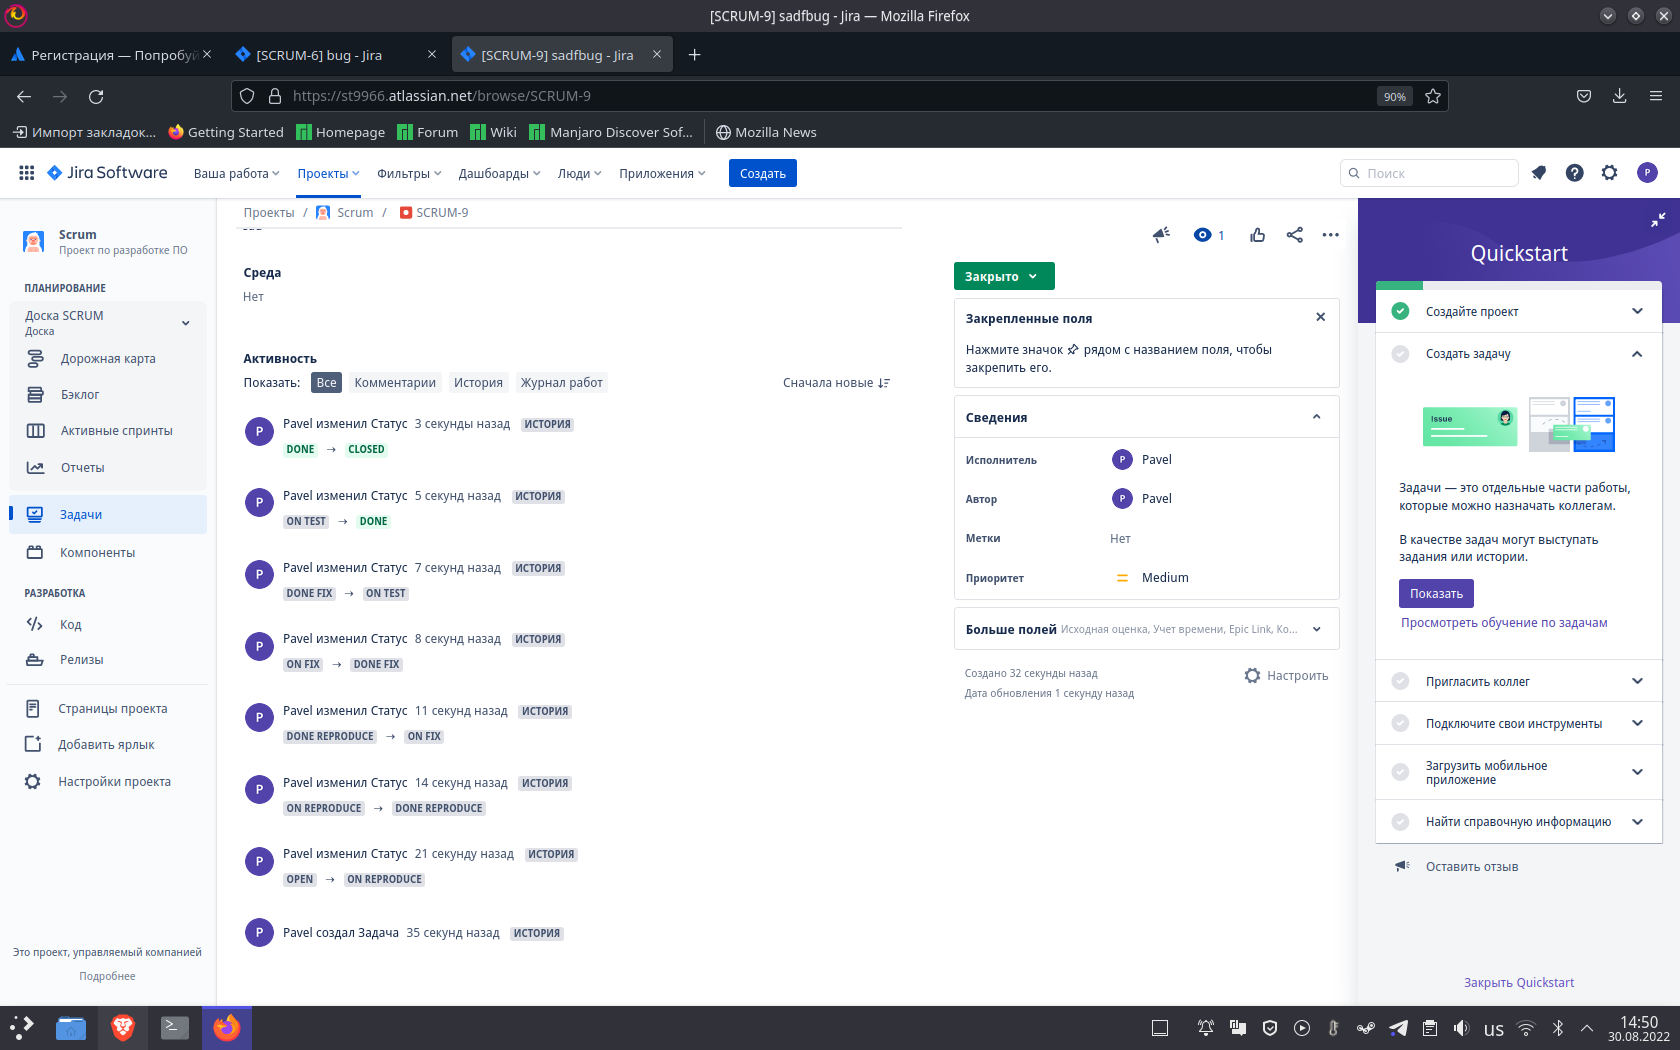 [SCRUM-9] sadfbug - Jira — Mozilla Firefox
Регистрация — Попробуй
[SCRUM-6] bug - Jira
[SCRUM-9] sadfbug - Jira
https://st9966.atlassian.net/browse/SCRUM-9
90%
Импорт закладок...
Getting Started
Homepage
Forum
Wiki
Manjaro Discover Sof...
Mozilla News
Jira Software
Ваша работа
Проекты
Фильтры
Дашборды
Люди
Приложения
Создать
Поиск
P
Scrum
Проект по разработке ПО
ПЛАНИРОВАНИЕ
Доска SCRUM
Доска
Дорожная карта
Бэклог
Активные спринты
Отчеты
Задачи
Компоненты
РАЗРАБОТКА
Код
Релизы
Страницы проекта
Добавить ярлык
Настройки проекта
Это проект, управляемый компанией
Подробнее
Проекты / Scrum / SCRUM-9
Среда
Нет
Активность
Показать: Все Комментарии История Журнал работ
Сначала новые
P Pavel изменил Статус 3 секунды назад ИСТОРИЯ
DONE → CLOSED
P Pavel изменил Статус 5 секунд назад ИСТОРИЯ
ON TEST → DONE
P Pavel изменил Статус 7 секунд назад ИСТОРИЯ
DONE FIX → ON TEST
P Pavel изменил Статус 8 секунд назад ИСТОРИЯ
ON FIX → DONE FIX
P Pavel изменил Статус 11 секунд назад ИСТОРИЯ
DONE REPRODUCE → ON FIX
P Pavel изменил Статус 14 секунд назад ИСТОРИЯ
ON REPRODUCE → DONE REPRODUCE
P Pavel изменил Статус 21 секунду назад ИСТОРИЯ
OPEN → ON REPRODUCE
P Pavel создал Задача 35 секунд назад ИСТОРИЯ
1
Закрыто
Закрепленные поля
Нажмите значок рядом с названием поля, чтобы
закрепить его.
Сведения
Исполнитель P Pavel
Автор P Pavel
Метки Нет
Приоритет Medium
Больше полей Исходная оценка, Учет времени, Epic Link, Ко...
Создано 32 секунды назад
Дата обновления 1 секунду назад
Настроить
Quickstart
Создайте проект
Создать задачу
Issue
Задачи — это отдельные части работы,
которые можно назначать коллегам.
В качестве задач могут выступать
задания или истории.
Показать
Просмотреть обучение по задачам
Пригласить коллег
Подключите свои инструменты
Загрузить мобильное
приложение
Найти справочную информацию
Оставить отзыв
Закрыть Quickstart
us
14:50
30.08.2022